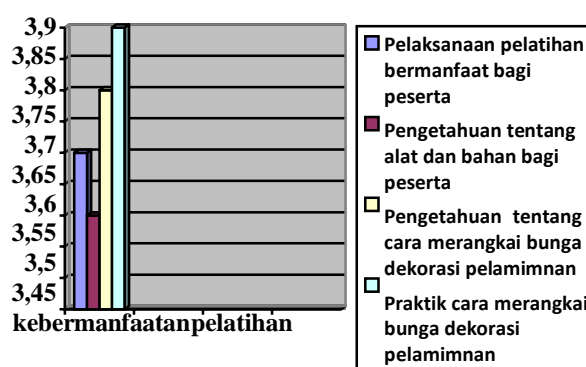 3,9
3,85
3,8
3,75
3,7
3,65
3,6
3,55
3,5
3,45
kebermanfaatan pelatihan
Pelaksanaan pelatihan
bermanfaat bagi
peserta
Pengetahuan tentang
alat dan bahan bagi
peserta
Pengetahuan tentang
cara merangkai bunga
dekorasi pelamimnan
Praktik cara merangkai
bunga dekorasi
pelamimnan